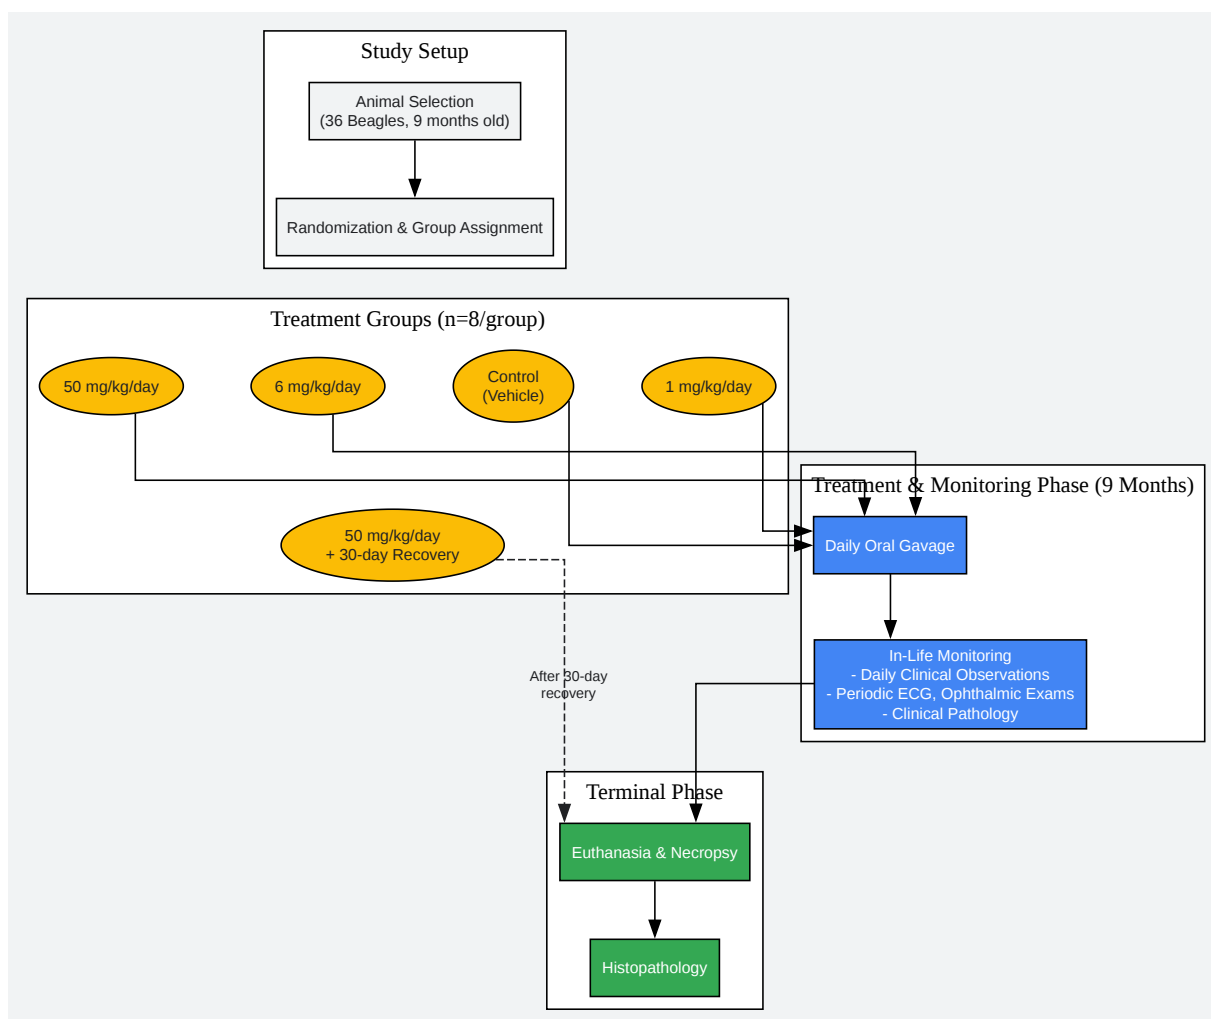 Study Setup
Animal Selection
(36 Beagles, 9 months old)
Randomization & Group Assignment
Treatment Groups (n=8/group)
50 mg/kg/day
6 mg/kg/day
Control
(Vehicle)
1 mg/kg/day
50 mg/kg/day
+ 30-day Recovery
Treatment & Monitoring Phase (9 Months)
Daily Oral Gavage
In-Life Monitoring
- Daily Clinical Observations
- Periodic ECG, Ophthalmic Exams
- Clinical Pathology
After 30-day
recovery
Terminal Phase
Euthanasia & Necropsy
Histopathology